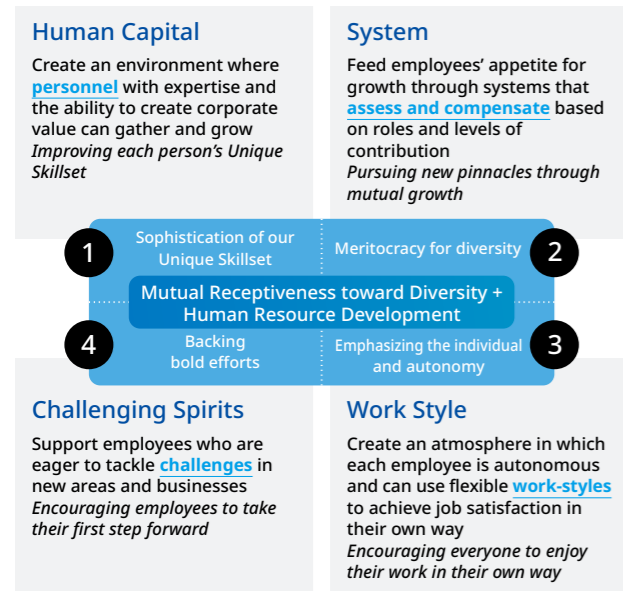 Human Capital
Create an environment where
personnel with expertise and
the ability to create corporate
value can gather and grow
Improving each person's Unique
Skillset
System
Feed employees' appetite for
growth through systems that
assess and compensate based
on roles and levels of
contribution
Pursuing new pinnacles through
mutual growth
1
Sophistication of our
Unique Skillset
Meritocracy for diversity
2
Mutual Receptiveness toward Diversity +
Human Resource Development
4
Backing
bold efforts
Emphasizing the individual
and autonomy
3
Challenging Spirits
Support employees who are
eager to tackle challenges in
new areas and businesses
Encouraging employees to take
their first step forward
Work Style
Create an atmosphere in which
each employee is autonomous
and can use flexible work-styles
to achieve job satisfaction in
their own way
Encouraging everyone to enjoy
their work in their own way